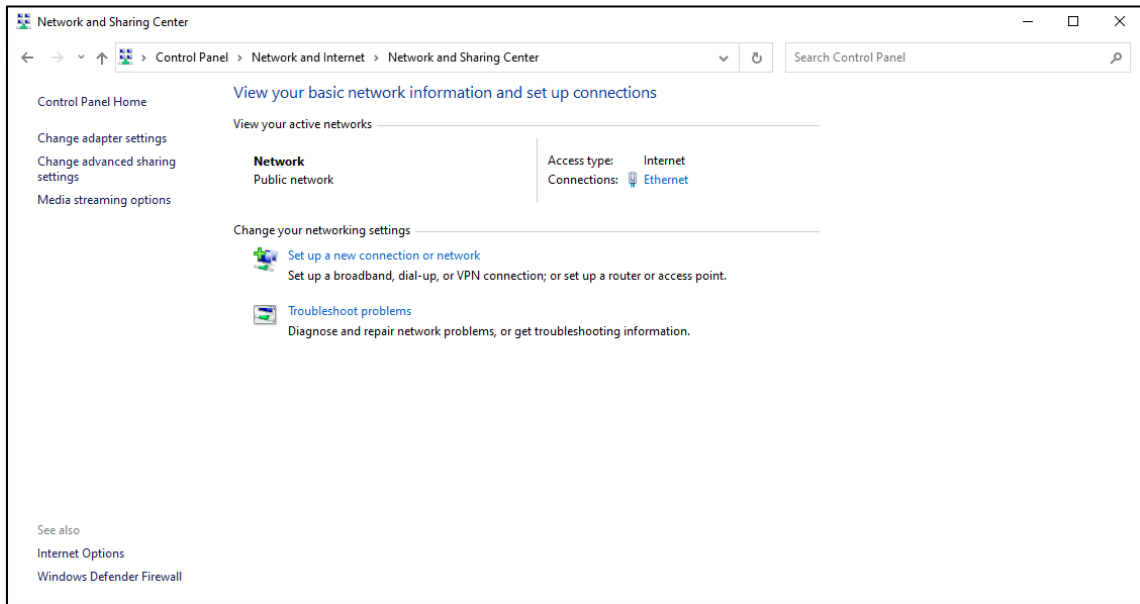 Network and Sharing Center
Control Panel > Network and Internet > Network and Sharing Center
Search Control Panel
Control Panel Home
Change adapter settings
Change advanced sharing
settings
Media streaming options
View your basic network information and set up connections
View your active networks
Network
Public network
Access type: Internet
Connections: Ethernet
Change your networking settings
Set up a new connection or network
Set up a broadband, dial-up, or VPN connection; or set up a router or access point.
Troubleshoot problems
Diagnose and repair network problems, or get troubleshooting information.
See also
Internet Options
Windows Defender Firewall